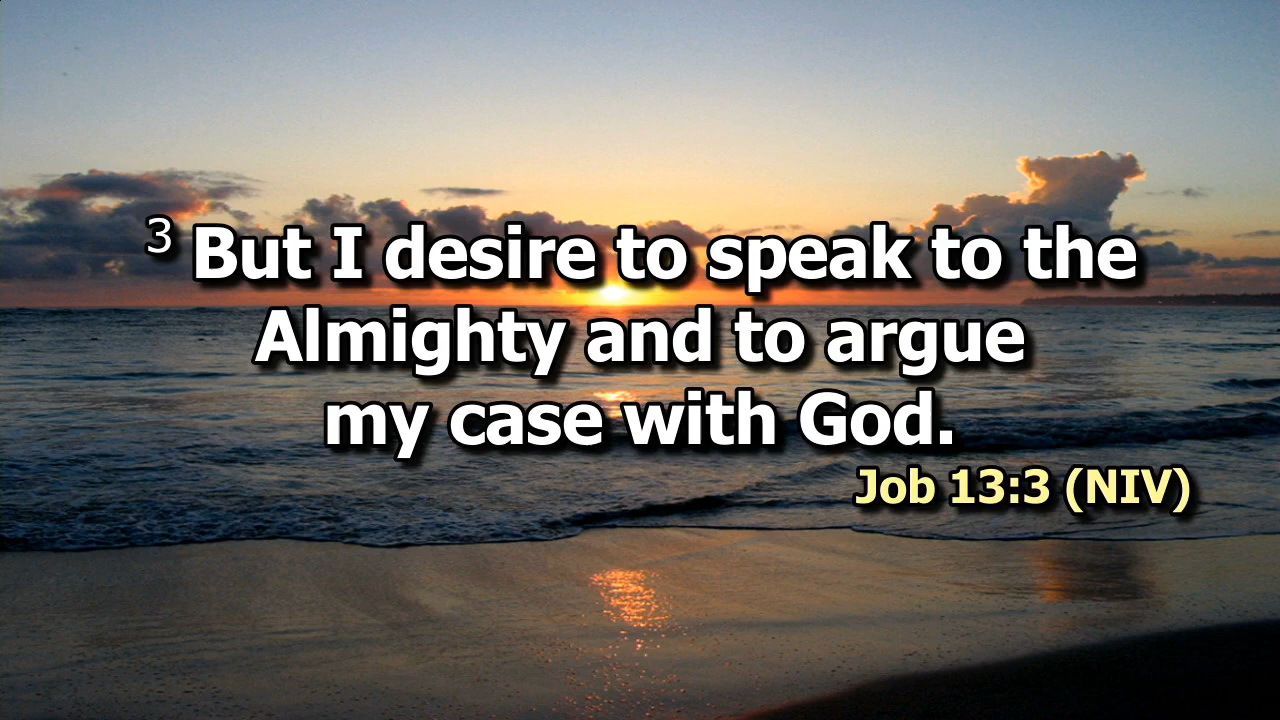 3 But I desire to speak to the
Almighty and to argue
my case with God.
Job 13:3 (NIV)